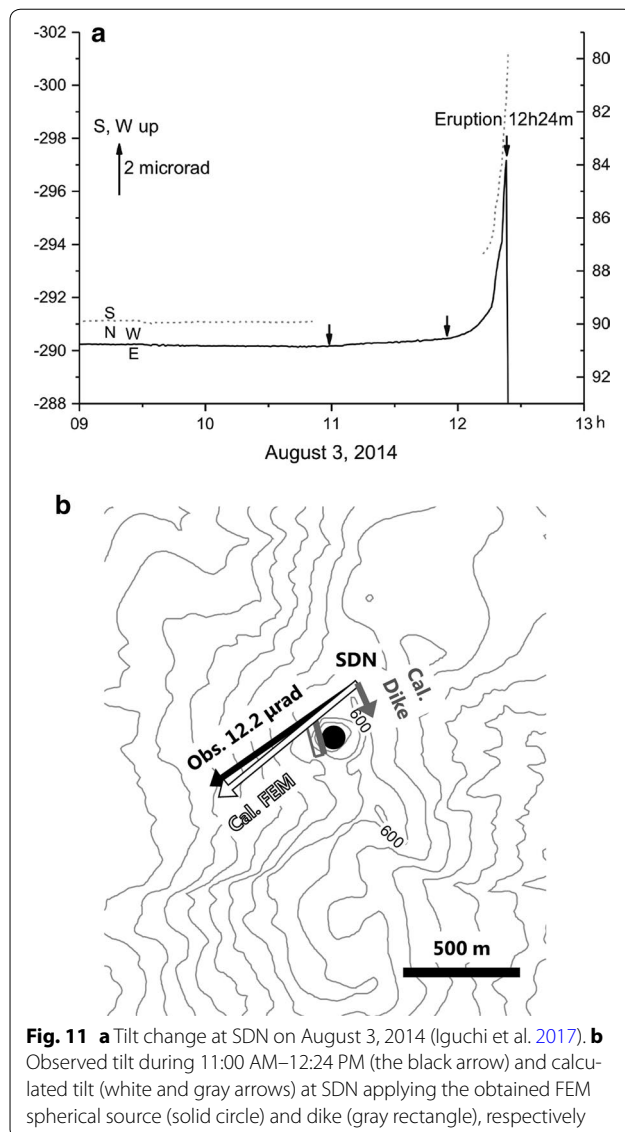 a
-302
-300
-298
-296
-294
-292
-290
-288
80
82
84
86
88
90
92
S, W up
2 microrad
Eruption 12h24m
S
N
W
E
09
10
11
12
13 h
August 3, 2014
b
SDN
Cal.
Dike
600
Obs. 12.2 μrad
Cal. FEM
600
500 m
Fig. 11 a Tilt change at SDN on August 3, 2014 (Iguchi et al. 2017). b
Observed tilt during 11:00 AM–12:24 PM (the black arrow) and calcu-
lated tilt (white and gray arrows) at SDN applying the obtained FEM
spherical source (solid circle) and dike (gray rectangle), respectively